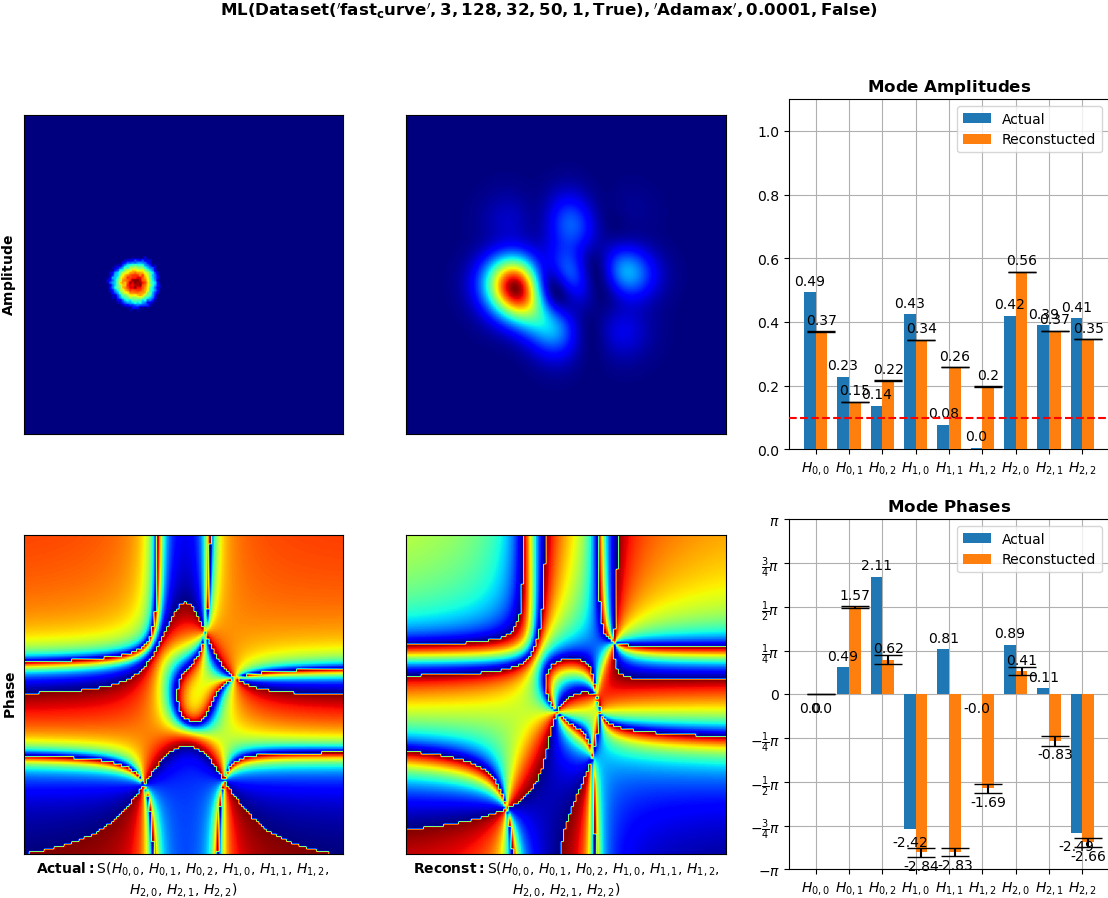 ML(Dataset('fast_curve', 3, 128, 32, 50, 1, True), 'Adamax', 0.0001, False)
Amplitude
Mode Amplitudes
Actual
Reconstucted
1.0
0.8
0.6
0.4
0.2
0.0
0.49
0.37
0.23
0.15
0.14
0.22
0.43
0.34
0.08
0.26
0.0
0.2
0.42
0.56
0.39
0.37
0.41
0.35
H0,0 H0,1 H0,2 H1,0 H1,1 H1,2 H2,0 H2,1 H2,2
Phase
Mode Phases
Actual
Reconstucted
π
3/4π
1/2π
1/4π
0
−1/4π
−1/2π
−3/4π
−π
0.0
0.0
0.49
1.57
2.11
0.62
-2.42
-2.84
0.81
-2.83
-0.0
-1.69
0.89
0.41
0.11
-0.83
-2.49
-2.66
H0,0 H0,1 H0,2 H1,0 H1,1 H1,2 H2,0 H2,1 H2,2
Actual: S(H0,0, H0,1, H0,2, H1,0, H1,1, H1,2,
H2,0, H2,1, H2,2)
Reconst: S(H0,0, H0,1, H0,2, H1,0, H1,1, H1,2,
H2,0, H2,1, H2,2)